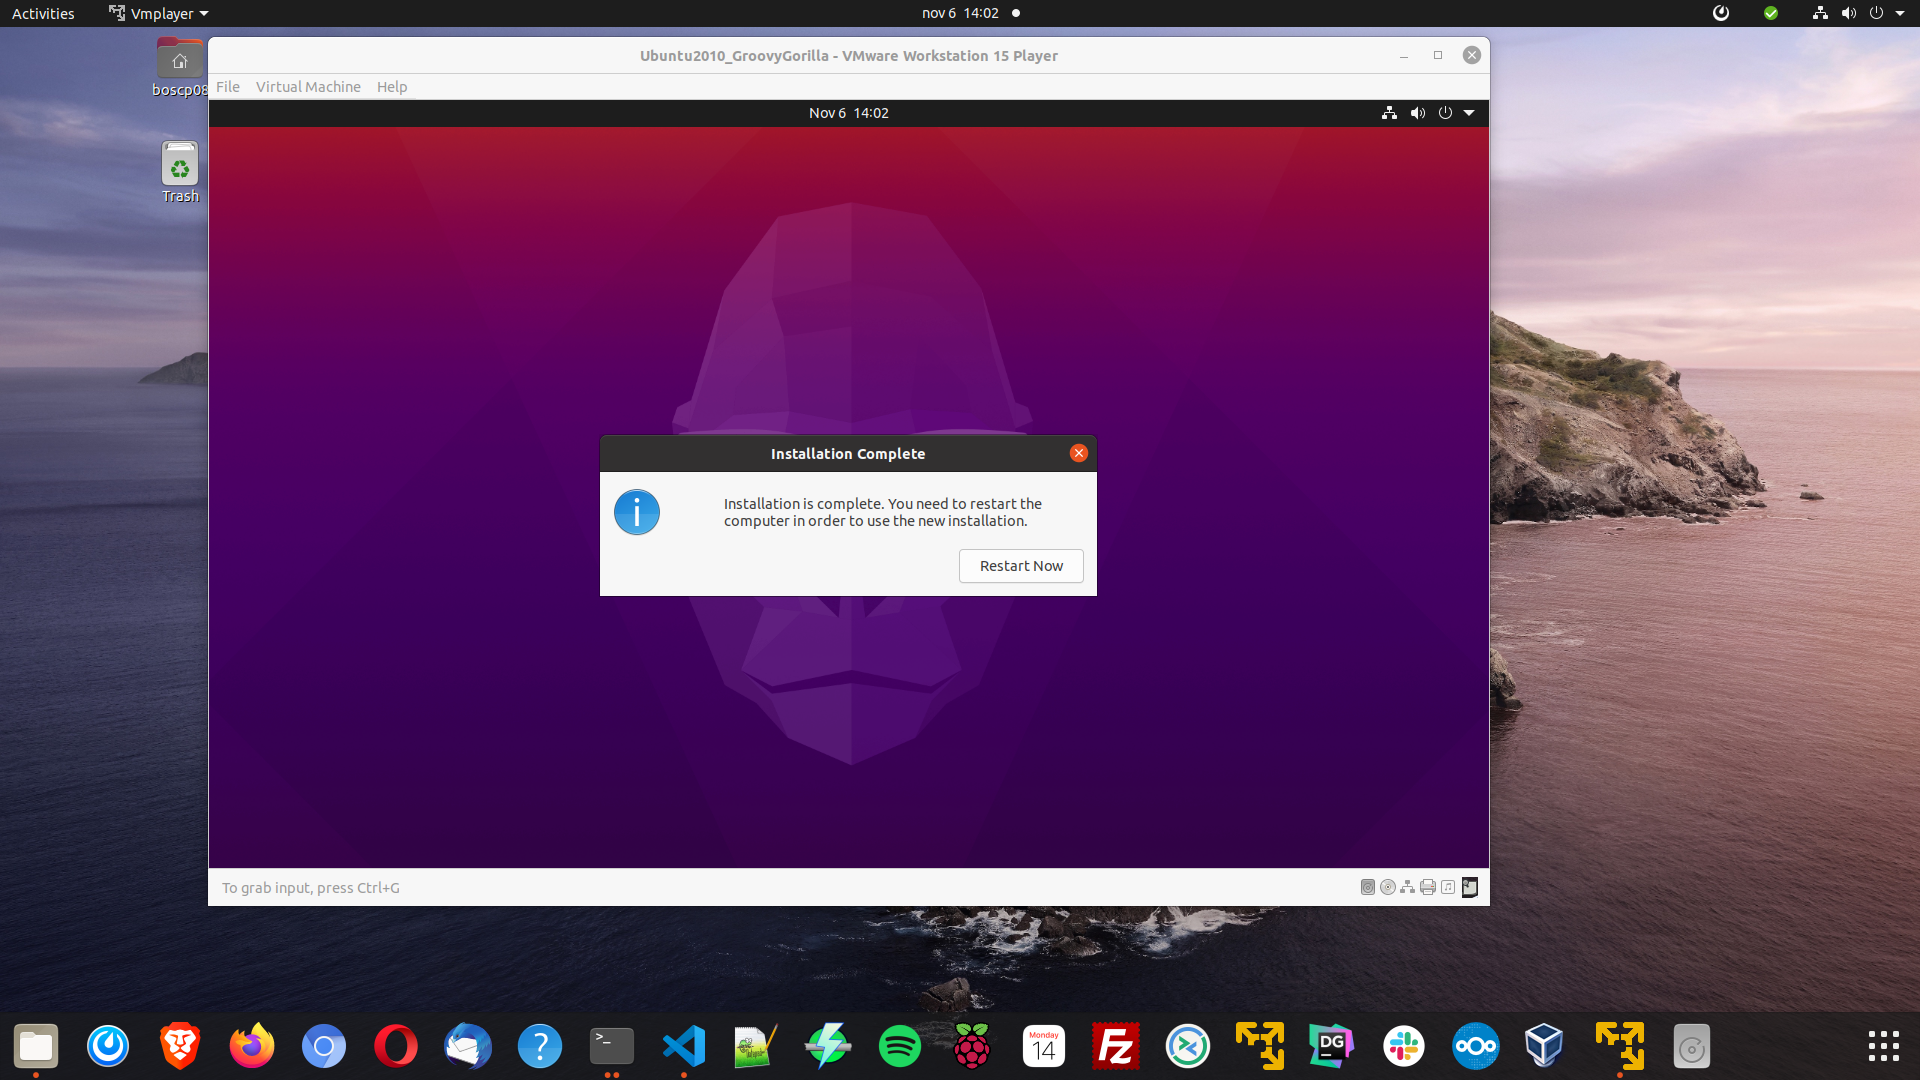 Activities
Vmplayer
nov 6 14:02
boscp08
Trash
Ubuntu2010_GroovyGorilla - VMware Workstation 15 Player
File Virtual Machine Help
Nov 6 14:02
Installation Complete
Installation is complete. You need to restart the
computer in order to use the new installation.
Restart Now
To grab input, press Ctrl+G
>_
Monday
14
Fz
DG